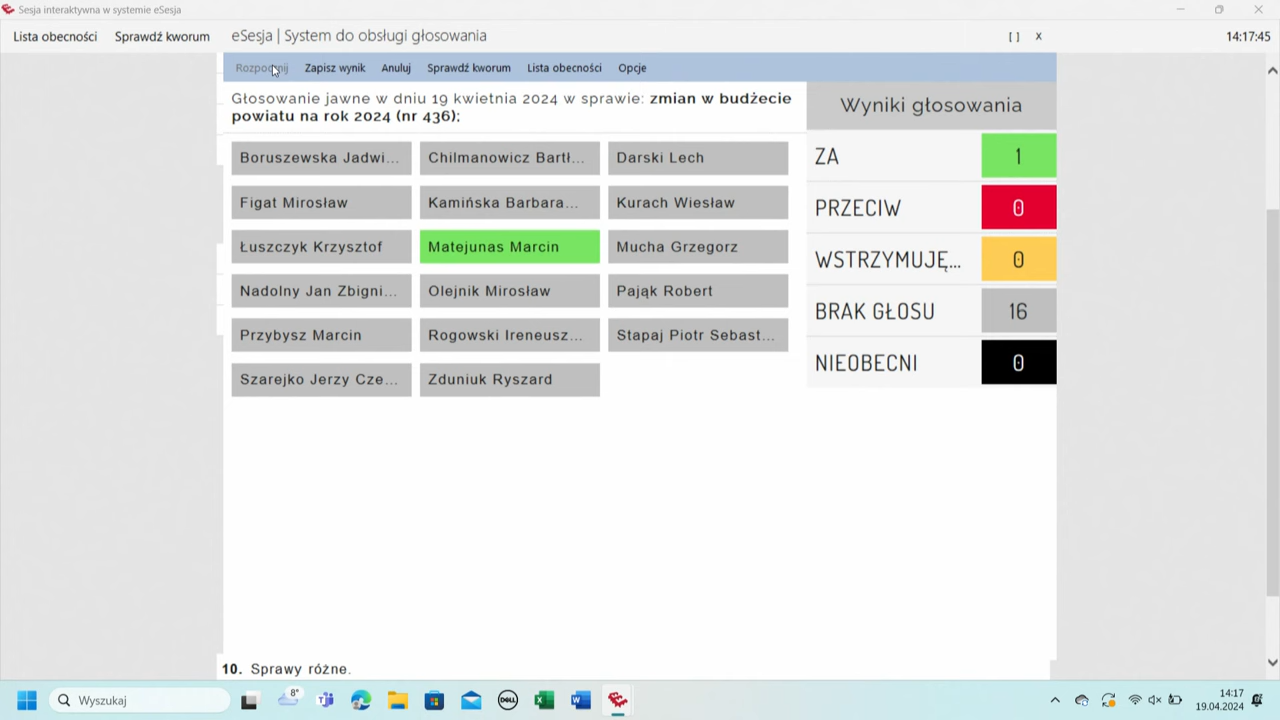 Sesja interaktywna w systemie eSesja
Lista obecności Sprawdź kworum eSesja | System do obsługi głosowania [ ] x 14:17:45
Rozpocznij Zapisz wynik Anuluj Sprawdź kworum Lista obecności Opcje
Głosowanie jawne w dniu 19 kwietnia 2024 w sprawie: zmian w budżecie
powiatu na rok 2024 (nr 436);
Boruszewska Jadwi... Chilmanowicz Bartł... Darski Lech
Figat Mirosław Kamińska Barbara... Kurach Wiesław
Łuszczyk Krzysztof Matejunas Marcin Mucha Grzegorz
Nadolny Jan Zbigni... Olejnik Mirosław Pająk Robert
Przybysz Marcin Rogowski Ireneusz... Stapaj Piotr Sebast...
Szarejko Jerzy Cze... Zduniuk Ryszard
Wyniki głosowania
ZA 1
PRZECIW 0
WSTRZYMUJĘ... 0
BRAK GŁOSU 16
NIEOBECNI 0
10. Sprawy różne.
Wyszukaj 8° DELL 14:17
19.04.2024